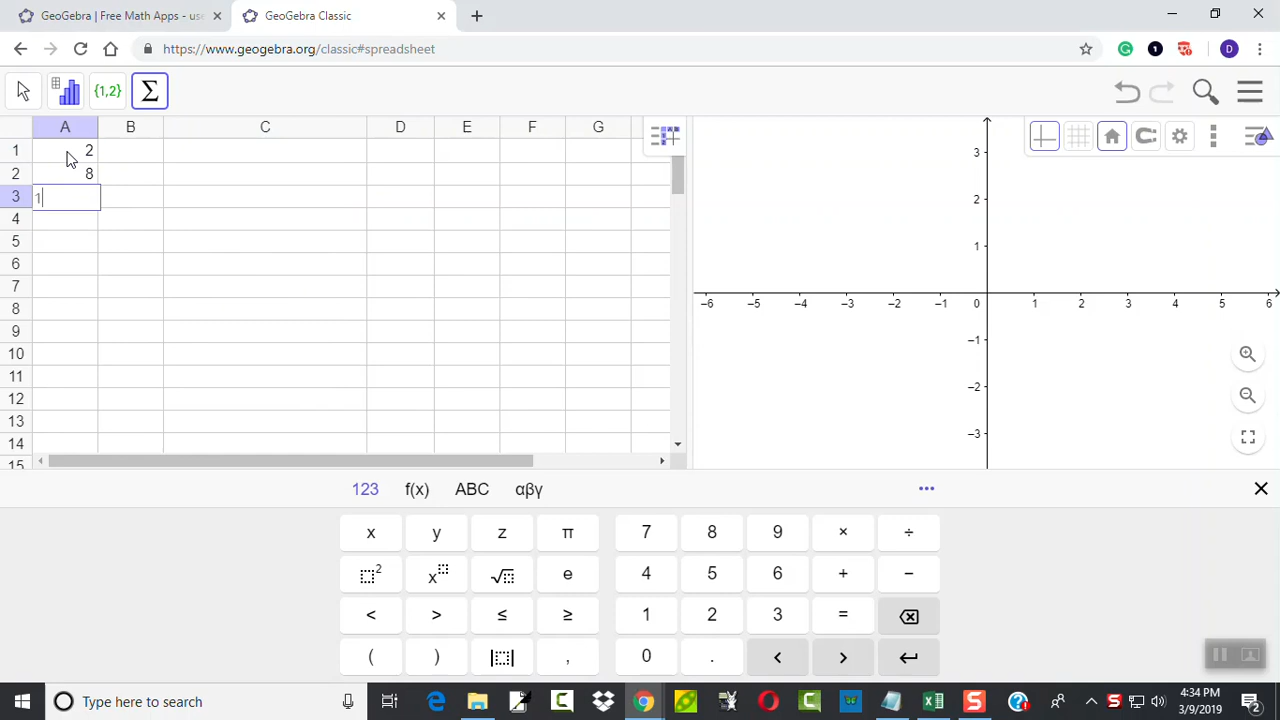 GeoGebra | Free Math Apps - use
GeoGebra Classic
https://www.geogebra.org/classic#spreadsheet
1
D
{1,2}
Σ
A B C D E F G
1 2
2 8
3 1
4
5
6
7
8
9
10
11
12
13
14
15
3
2
1
−6 −5 −4 −3 −2 −1 0 1 2 3 4 5 6
−1
−2
−3
123 f(x) ABC αβγ
x y z π 7 8 9 × ÷
2 x √ e 4 5 6 + −
< > ≤ ≥ 1 2 3 =
( ) | | , 0 . < >
Type here to search
4:34 PM
3/9/2019
2